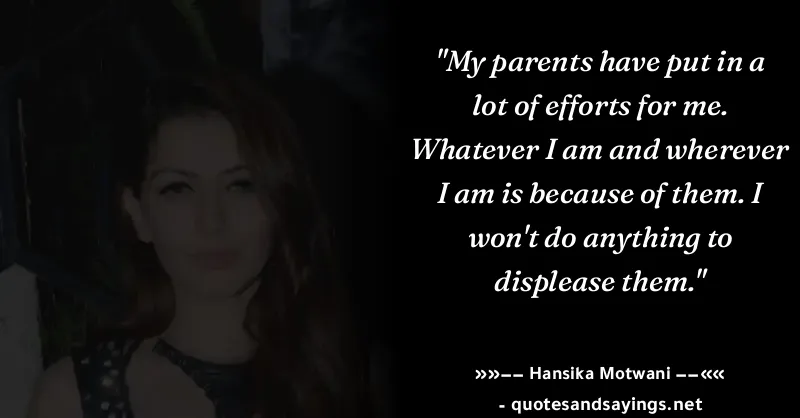 "My parents have put in a
lot of efforts for me.
Whatever I am and wherever
I am is because of them. I
won't do anything to
displease them."
»»−− Hansika Motwani −−««
- quotesandsayings.net